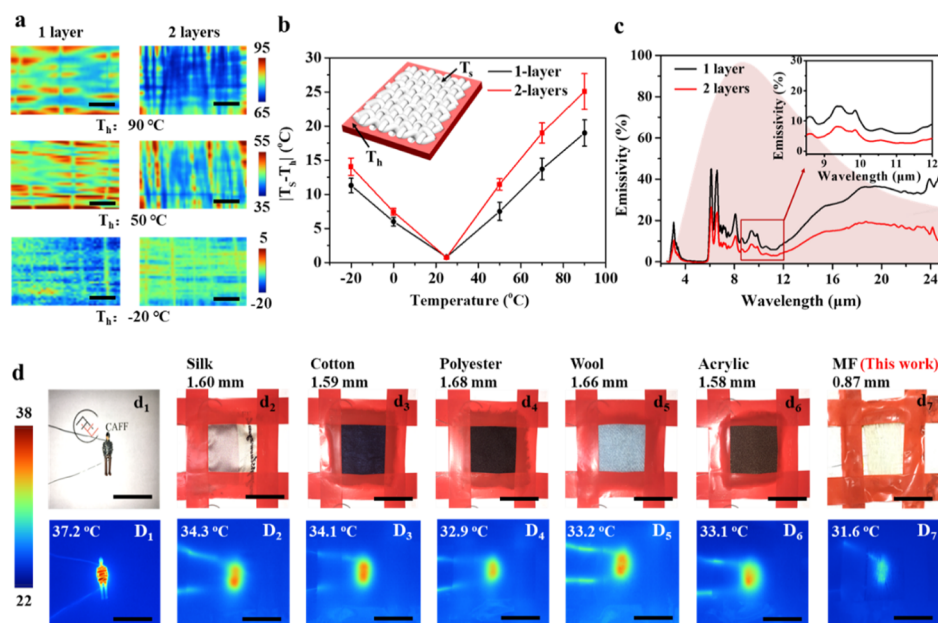 a
1 layer
2 layers
95
65
Th: 90 °C
55
35
Th: 50 °C
5
-20
Th: -20 °C
b
30
25
20
15
10
5
0
|TS-Th| (°C)
1-layer
2-layers
Ts
Th
-20
0
20
40
60
80
Temperature (°C)
c
100
80
60
40
20
0
Emissivity (%)
1 layer
2 layers
30
20
10
0
Emissivity (%)
9
10
11
12
Wavelength (μm)
4
8
12
16
20
24
Wavelength (μm)
d
38
22
d1
CAFF
Silk
1.60 mm
d2
Cotton
1.59 mm
d3
Polyester
1.68 mm
d4
Wool
1.66 mm
d5
Acrylic
1.58 mm
d6
MF (This work)
0.87 mm
d7
37.2 °C
D1
34.3 °C
D2
34.1 °C
D3
32.9 °C
D4
33.2 °C
D5
33.1 °C
D6
31.6 °C
D7